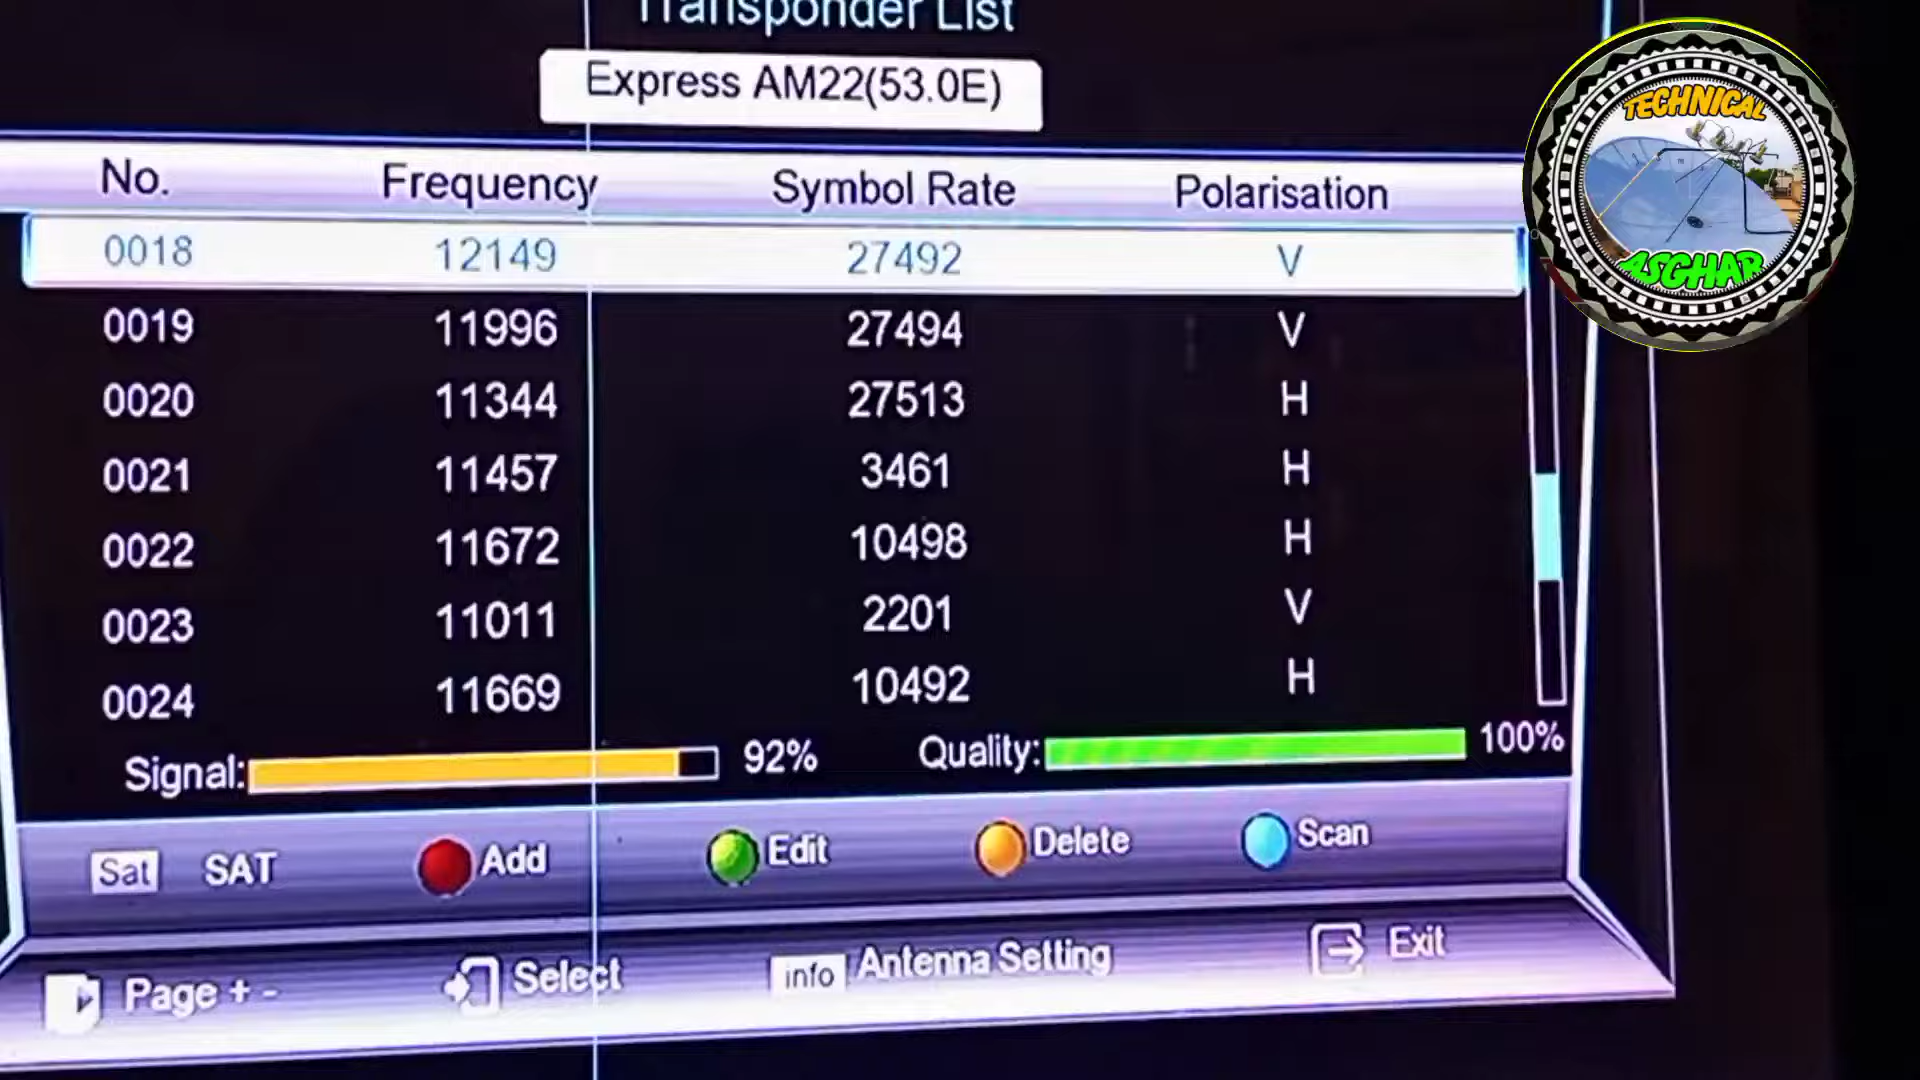 Transponder List
Express AM22(53.0E)
No. Frequency Symbol Rate Polarisation
0018 12149 27492 V
0019 11996 27494 V
0020 11344 27513 H
0021 11457 3461 H
0022 11672 10498 H
0023 11011 2201 V
0024 11669 10492 H
Signal: 92% Quality: 100%
Sat SAT Add Edit Delete Scan
Page + - Select info Antenna Setting Exit
TECHNICAL
ASGHAR